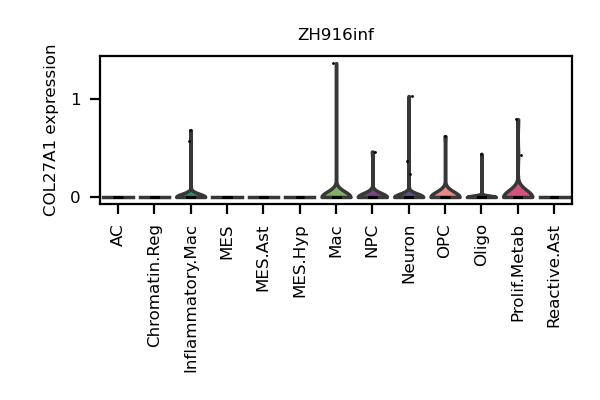 ZH916inf
COL27A1 expression
1
0
AC
Chromatin.Reg
Inflammatory.Mac
MES
MES.Ast
MES.Hyp
Mac
NPC
Neuron
OPC
Oligo
Prolif.Metab
Reactive.Ast